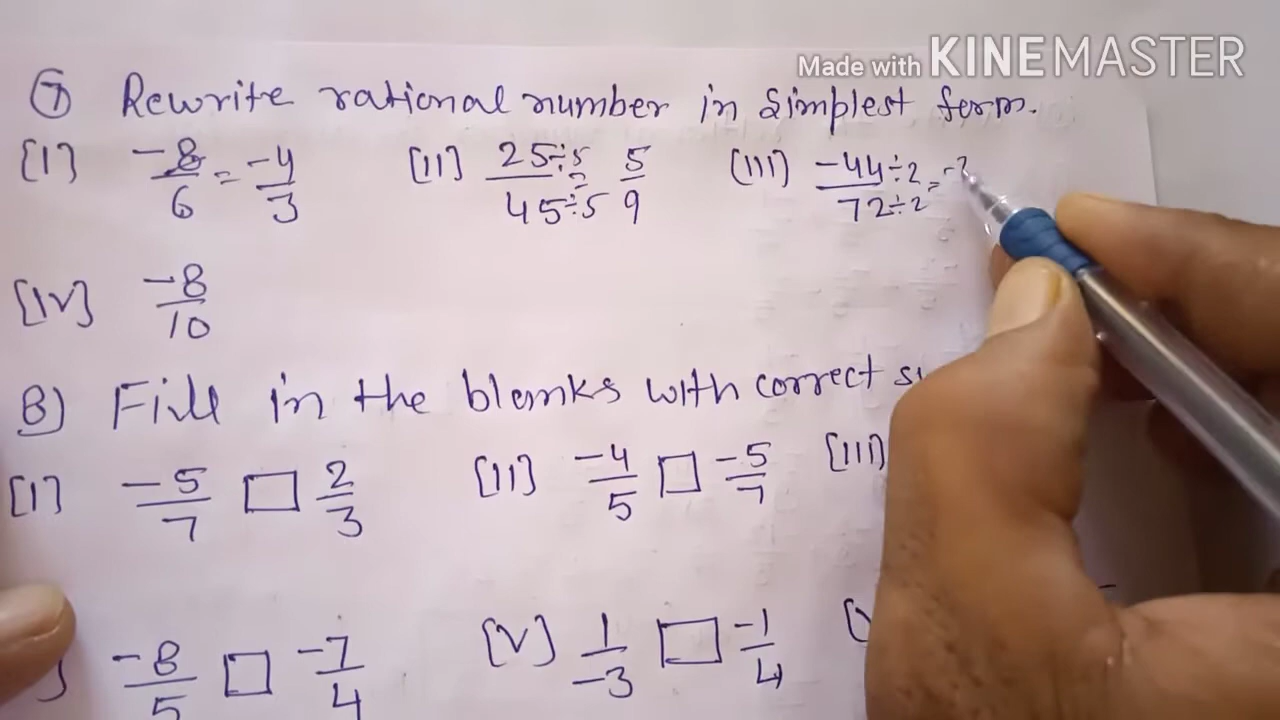 Made with KINEMASTER
7 Rewrite rational number in simplest form.
[I] -8/6 = -4/3 [II] 25÷5/45÷5 = 5/9 [III] -44÷2/72÷2 = -2
[IV] -8/10
8) Fill in the blanks with correct
[I] -5/7 □ 2/3 [II] -4/5 □ -5/7 [III]
-8/5 □ -7/4 [V] 1/-3 □ -1/4